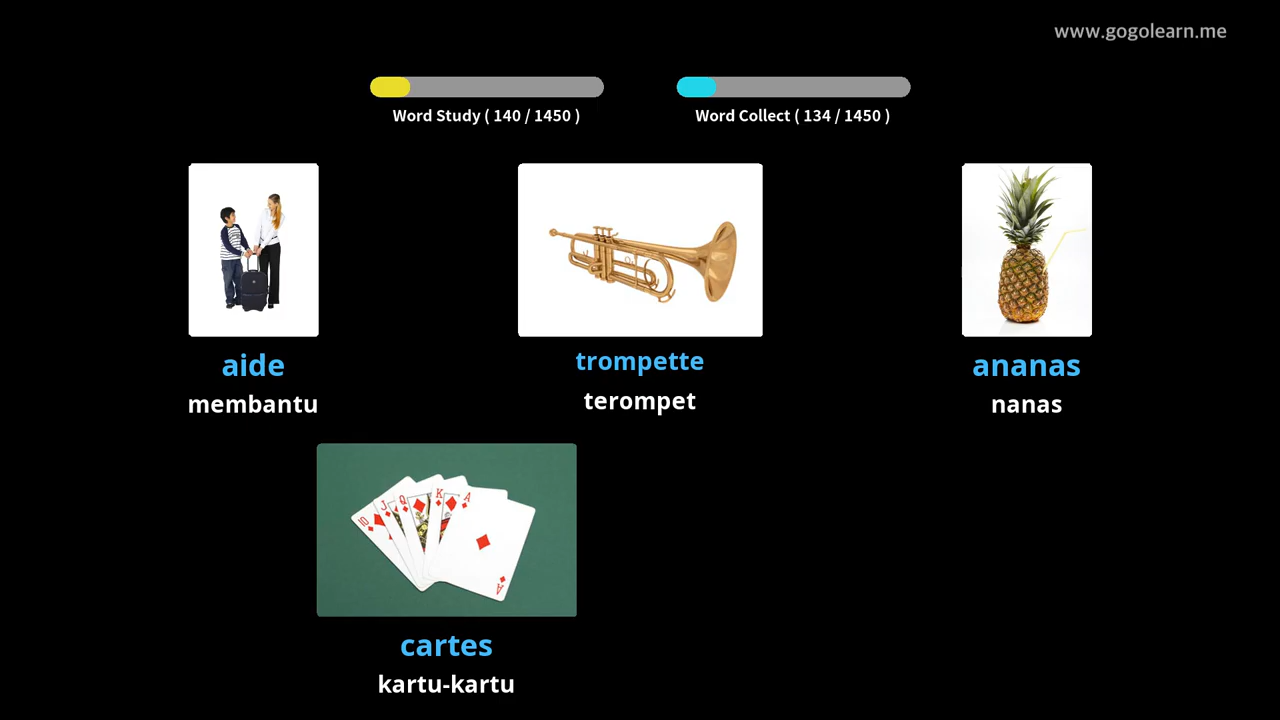 www.gogolearn.me
Word Study ( 140 / 1450 )
Word Collect ( 134 / 1450 )
aide
membantu
trompette
terompet
ananas
nanas
10
J
Q
K
A
A
cartes
kartu-kartu